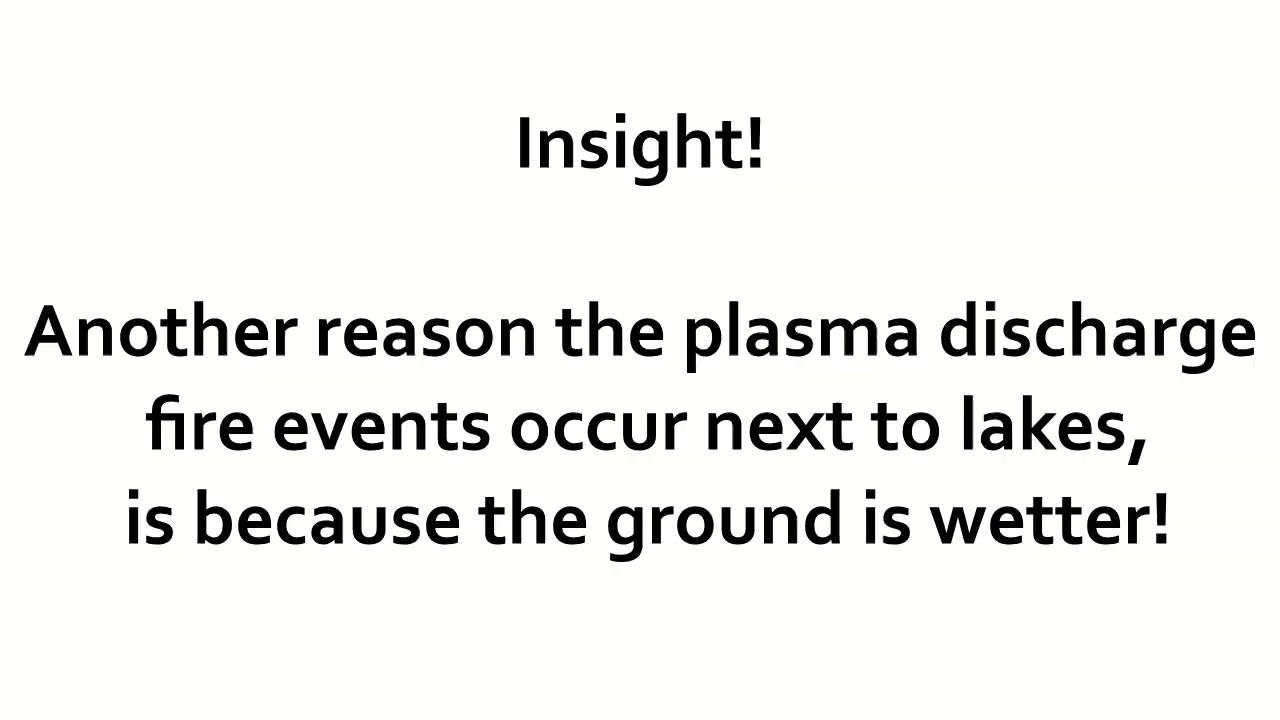 Insight!
Another reason the plasma discharge
fire events occur next to lakes,
is because the ground is wetter!